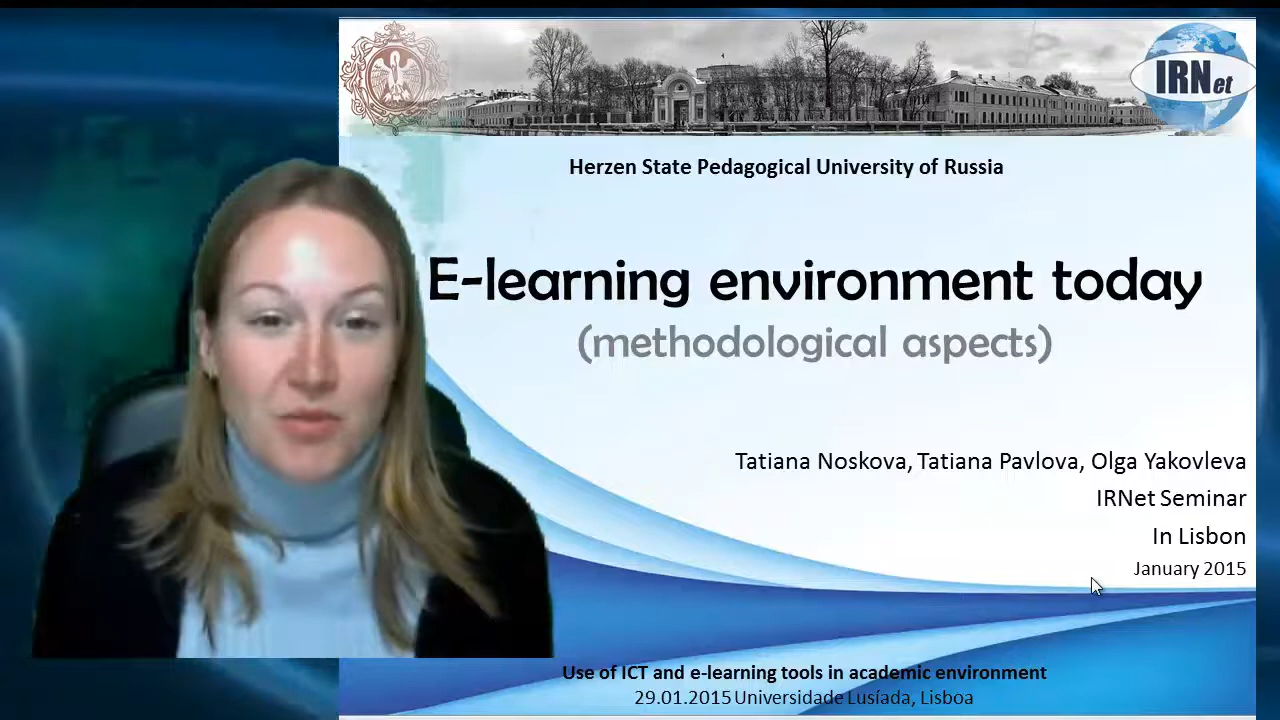 IRNet
Herzen State Pedagogical University of Russia
E-learning environment today
(methodological aspects)
Tatiana Noskova, Tatiana Pavlova, Olga Yakovleva
IRNet Seminar
In Lisbon
January 2015
Use of ICT and e-learning tools in academic environment
29.01.2015 Universidade Lusíada, Lisboa